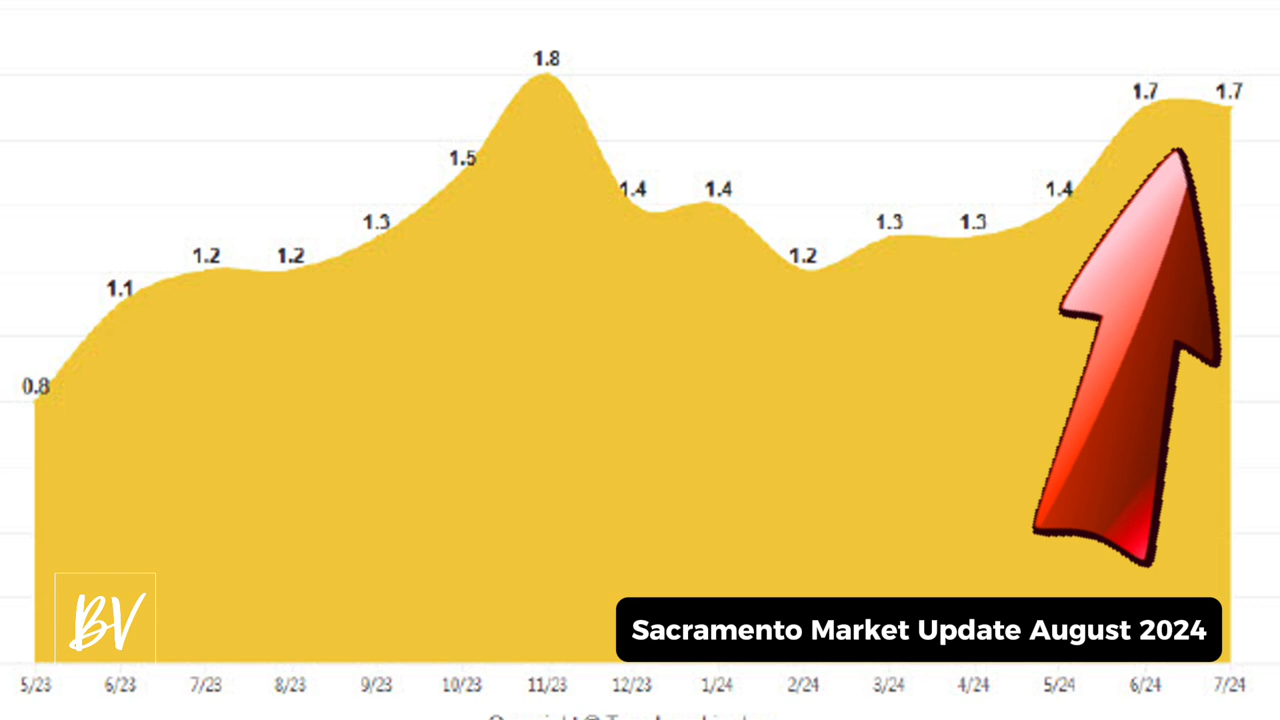 1.8
1.7 1.7
1.5
1.4 1.4 1.4
1.3 1.3 1.3
1.2 1.2 1.2
1.1
0.8
BV
Sacramento Market Update August 2024
5/23 6/23 7/23 8/23 9/23 10/23 11/23 12/23 1/24 2/24 3/24 4/24 5/24 6/24 7/24